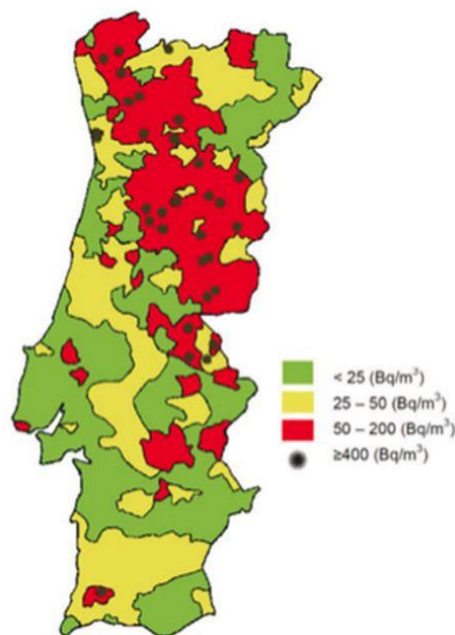 < 25 (Bq/m³)
25 – 50 (Bq/m³)
50 – 200 (Bq/m³)
≥400 (Bq/m³)